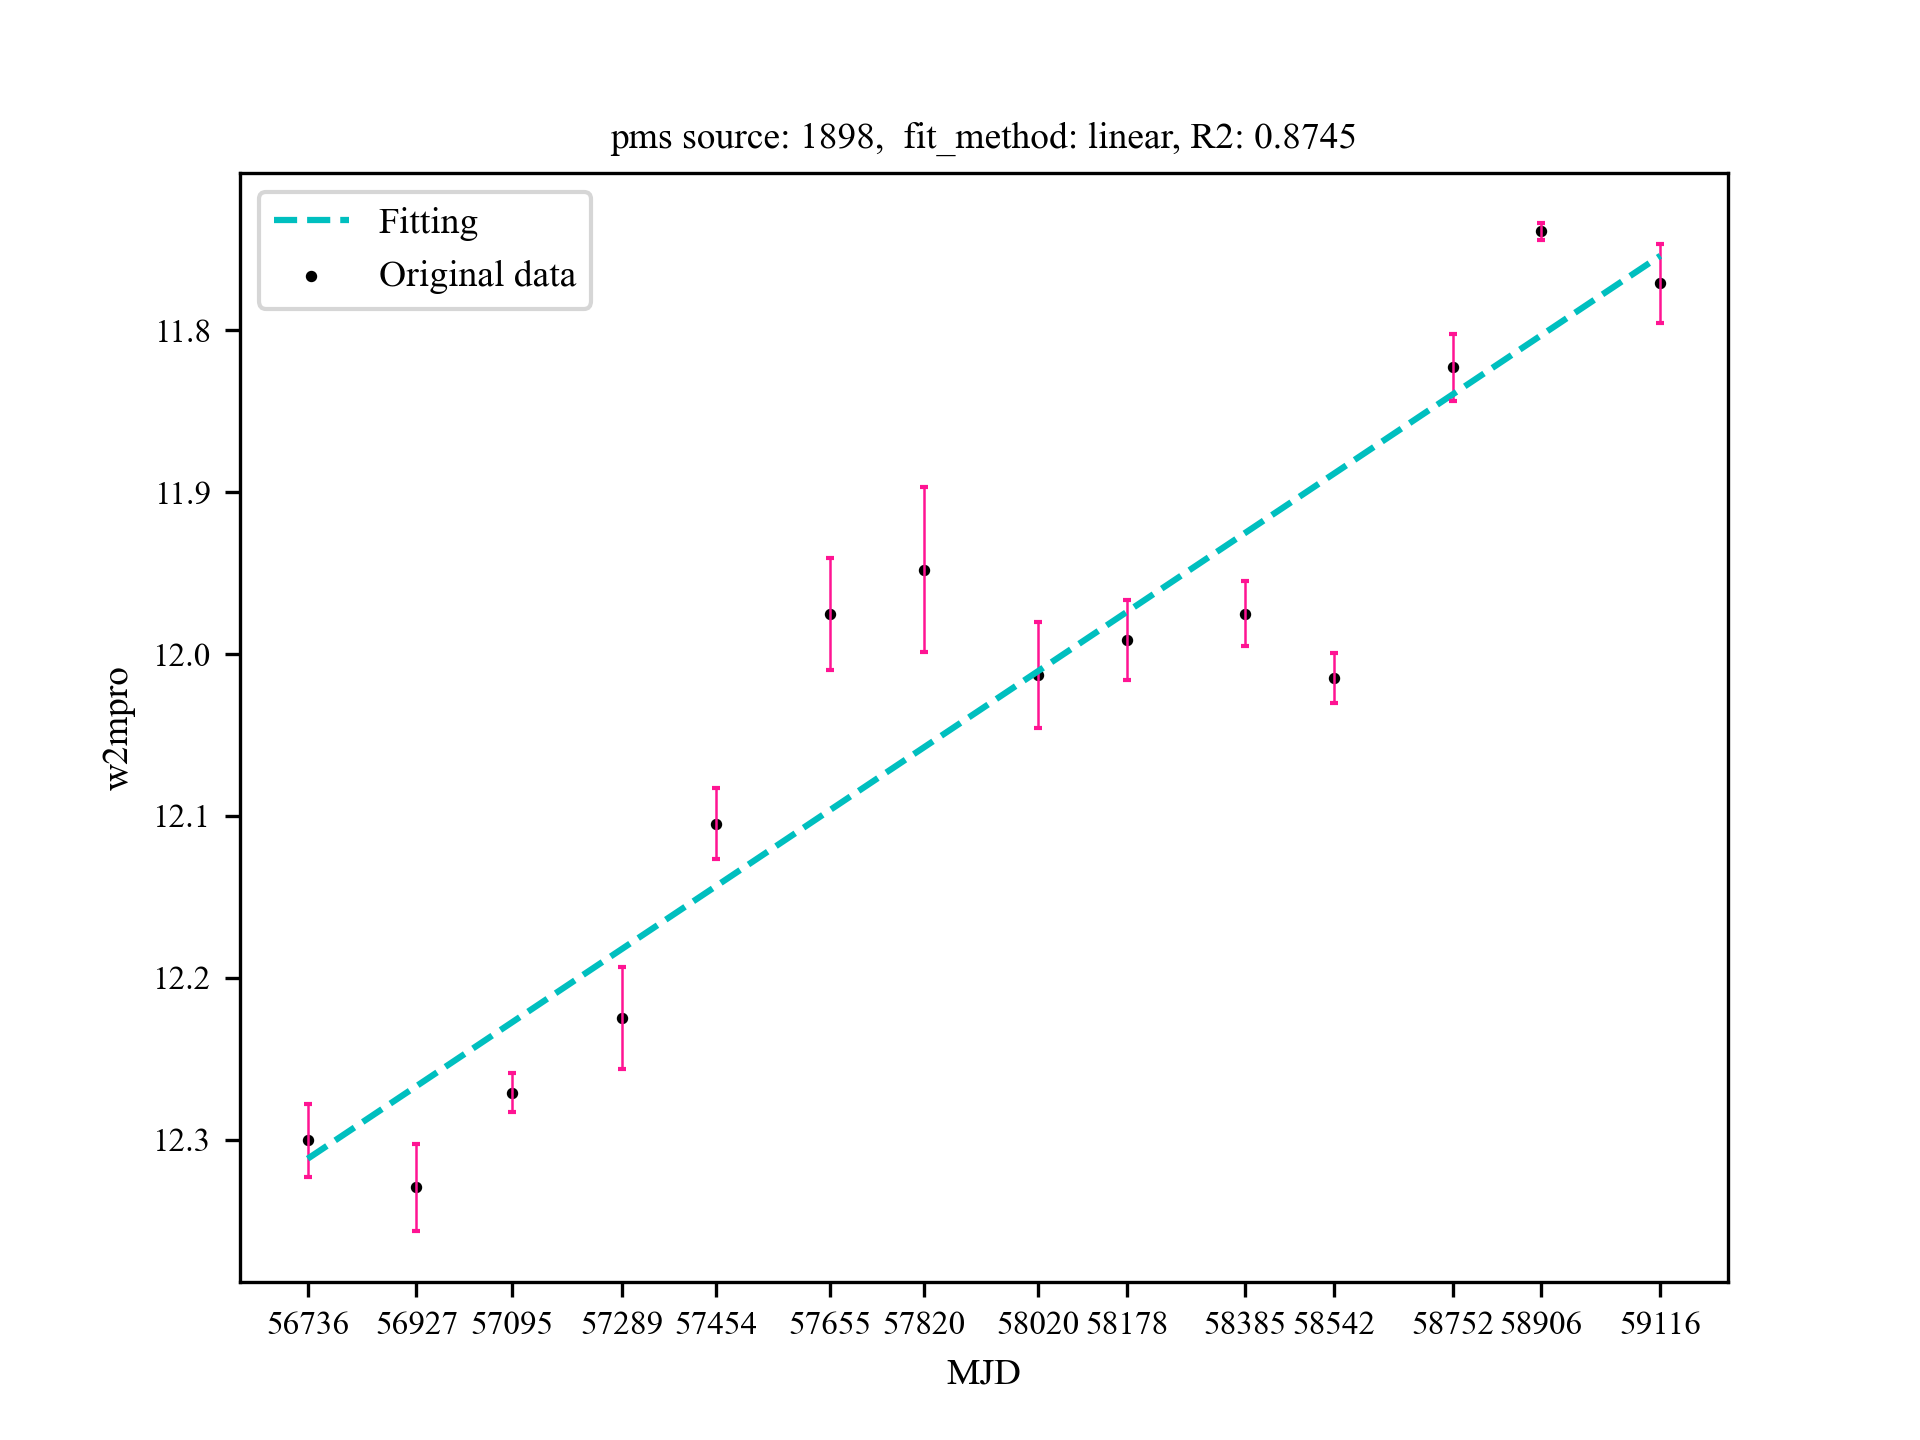 pms source: 1898,  fit_method: linear, R2: 0.8745
Fitting
Original data
11.8
11.9
12.0
12.1
12.2
12.3
w2mpro
56736 56927 57095 57289 57454 57655 57820 58020 58178 58385 58542 58752 58906 59116
MJD